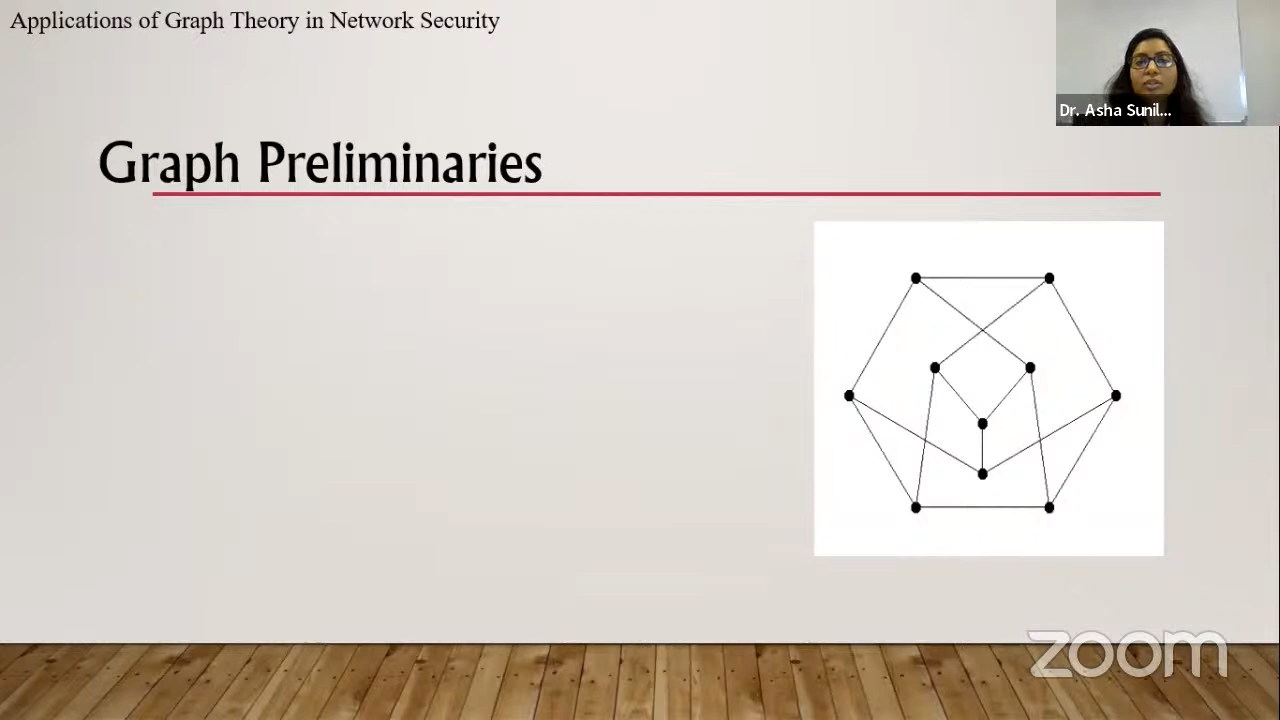 Applications of Graph Theory in Network Security
Dr. Asha Sunil...
Graph Preliminaries
zoom